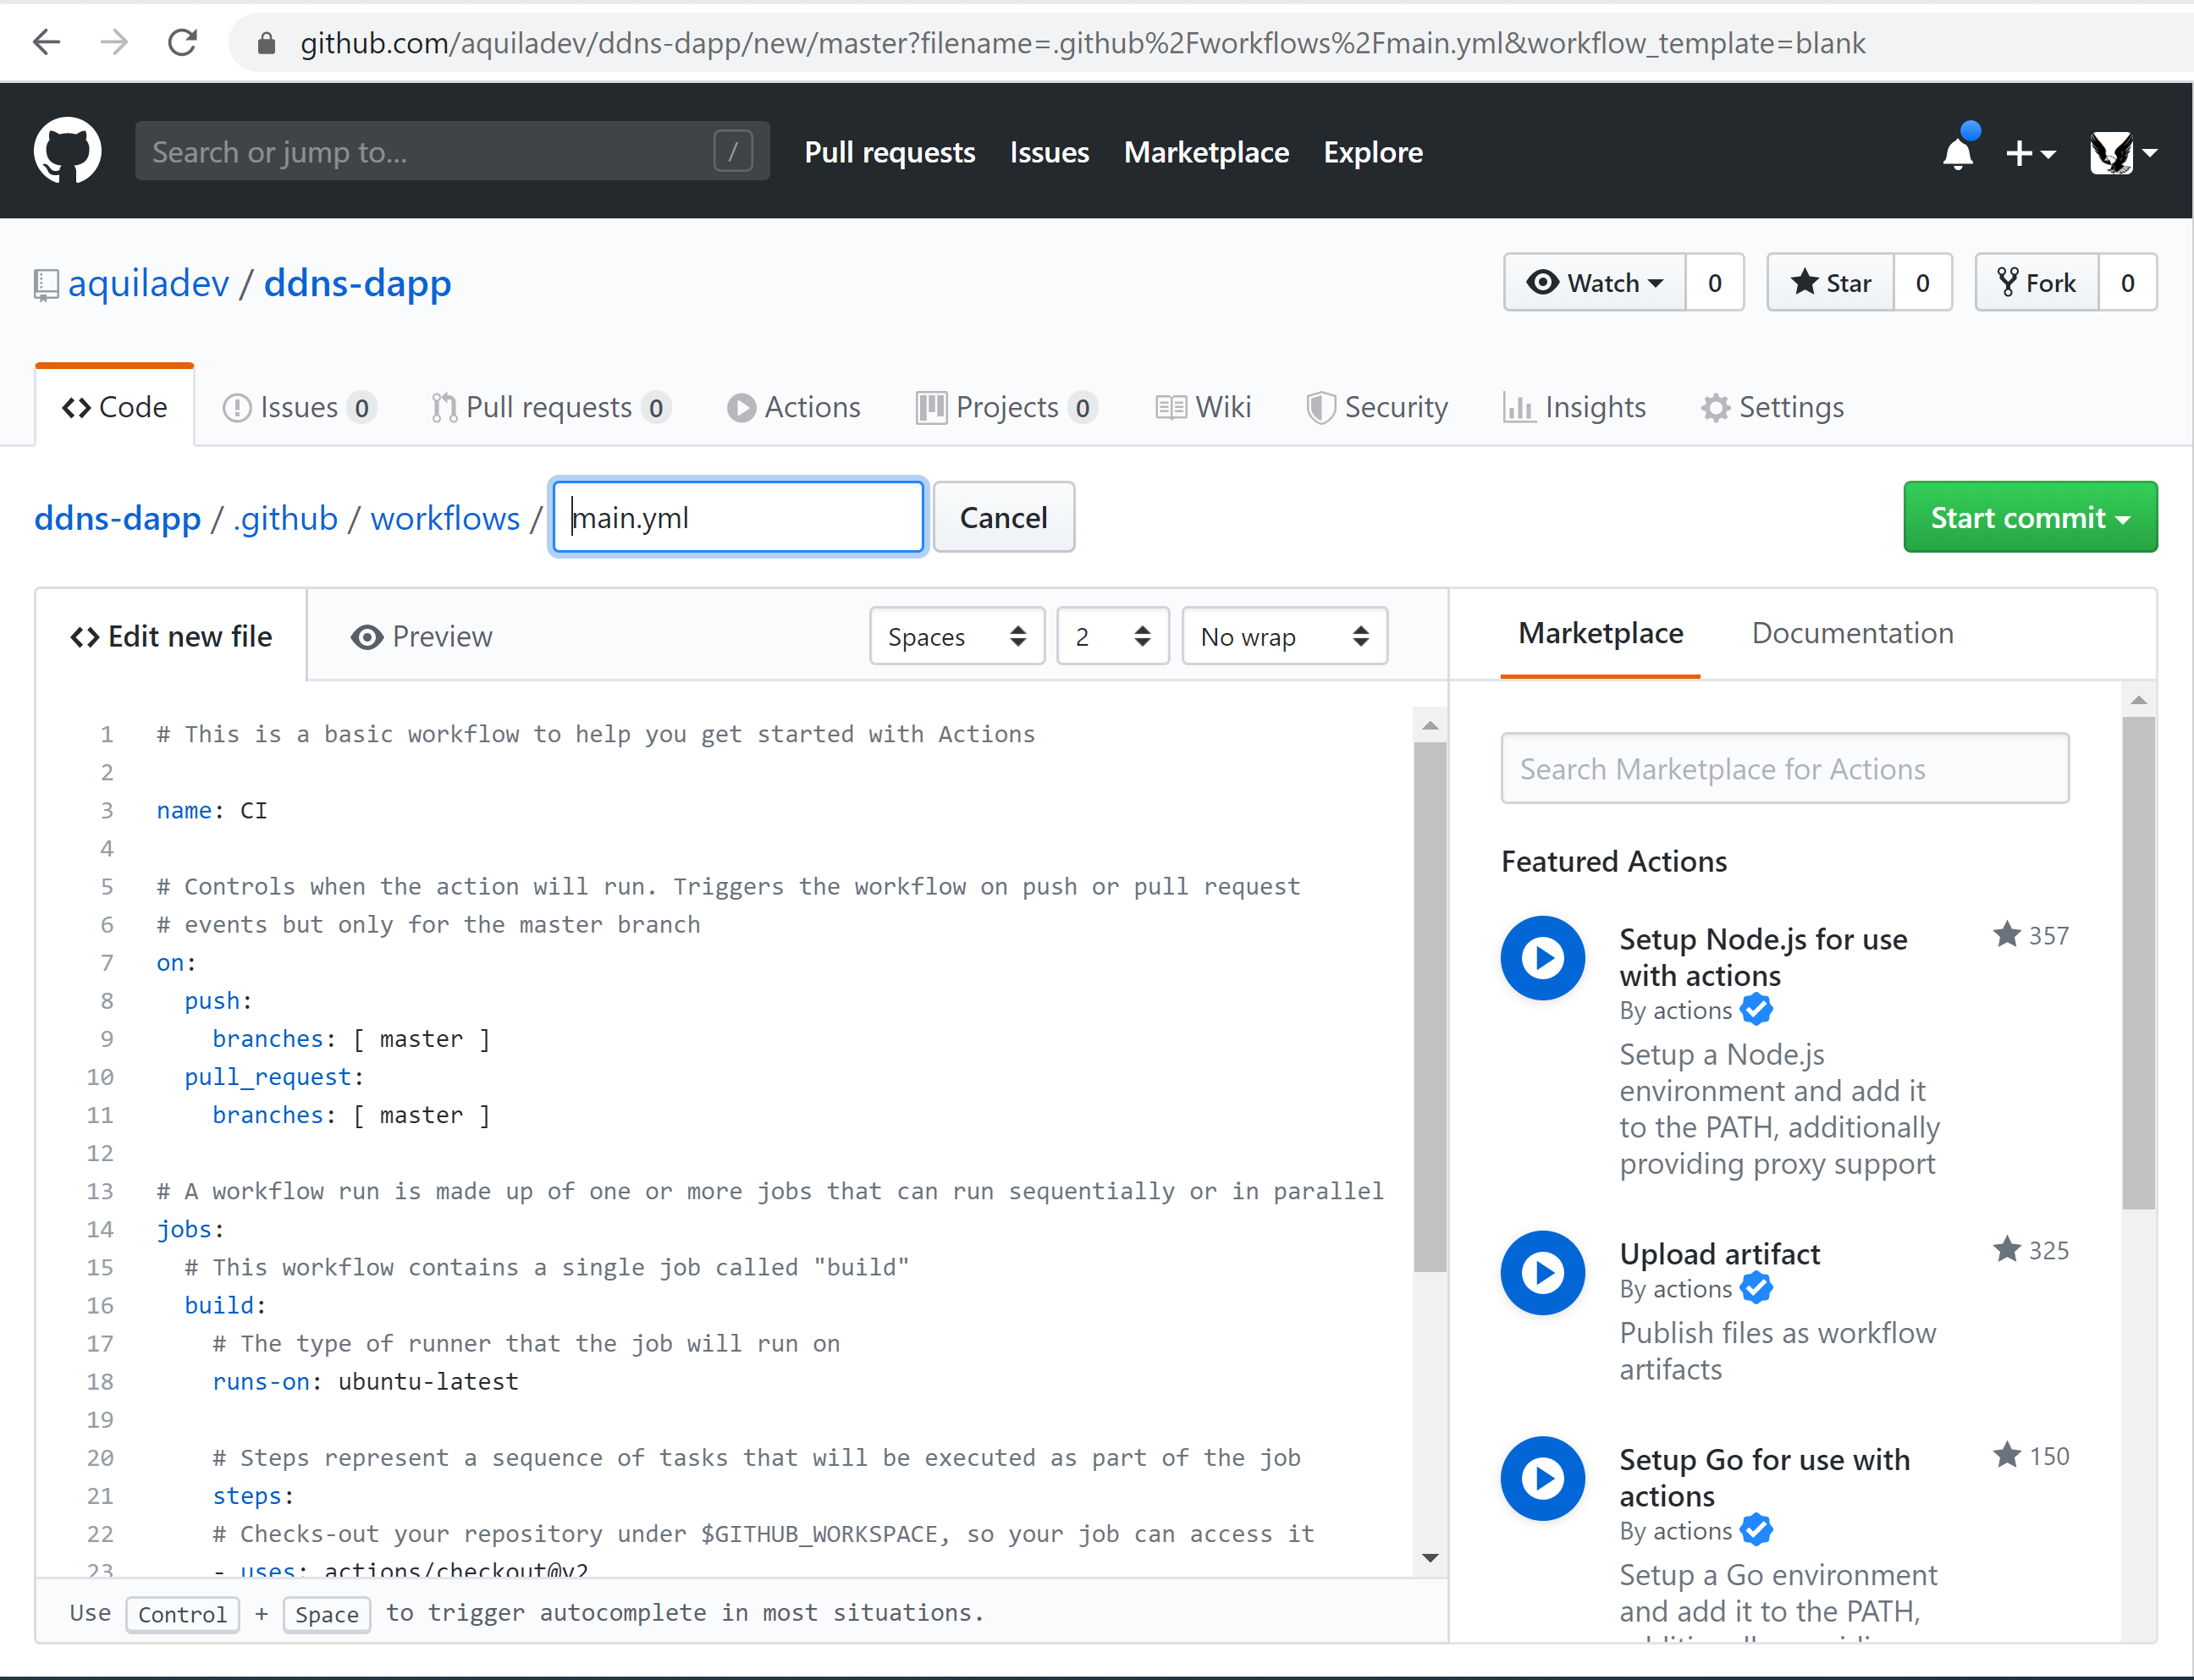 github.com/aquiladev/ddns-dapp/new/master?filename=.github%2Fworkflows%2Fmain.yml&workflow_template=blank
Search or jump to... /
Pull requests Issues Marketplace Explore
aquiladev / ddns-dapp
Watch 0 Star 0 Fork 0
Code Issues 0 Pull requests 0 Actions Projects 0 Wiki Security Insights Settings
ddns-dapp / .github / workflows / main.yml Cancel
Start commit
Edit new file Preview Spaces 2 No wrap
1 # This is a basic workflow to help you get started with Actions
2
3 name: CI
4
5 # Controls when the action will run. Triggers the workflow on push or pull request
6 # events but only for the master branch
7 on:
8 push:
9 branches: [ master ]
10 pull_request:
11 branches: [ master ]
12
13 # A workflow run is made up of one or more jobs that can run sequentially or in parallel
14 jobs:
15 # This workflow contains a single job called "build"
16 build:
17 # The type of runner that the job will run on
18 runs-on: ubuntu-latest
19
20 # Steps represent a sequence of tasks that will be executed as part of the job
21 steps:
22 # Checks-out your repository under $GITHUB_WORKSPACE, so your job can access it
23 - uses: actions/checkout@v2
Use Control + Space to trigger autocomplete in most situations.
Marketplace Documentation
Search Marketplace for Actions
Featured Actions
Setup Node.js for use
with actions
357
By actions
Setup a Node.js
environment and add it
to the PATH, additionally
providing proxy support
Upload artifact
325
By actions
Publish files as workflow
artifacts
Setup Go for use with
actions
150
By actions
Setup a Go environment
and add it to the PATH,